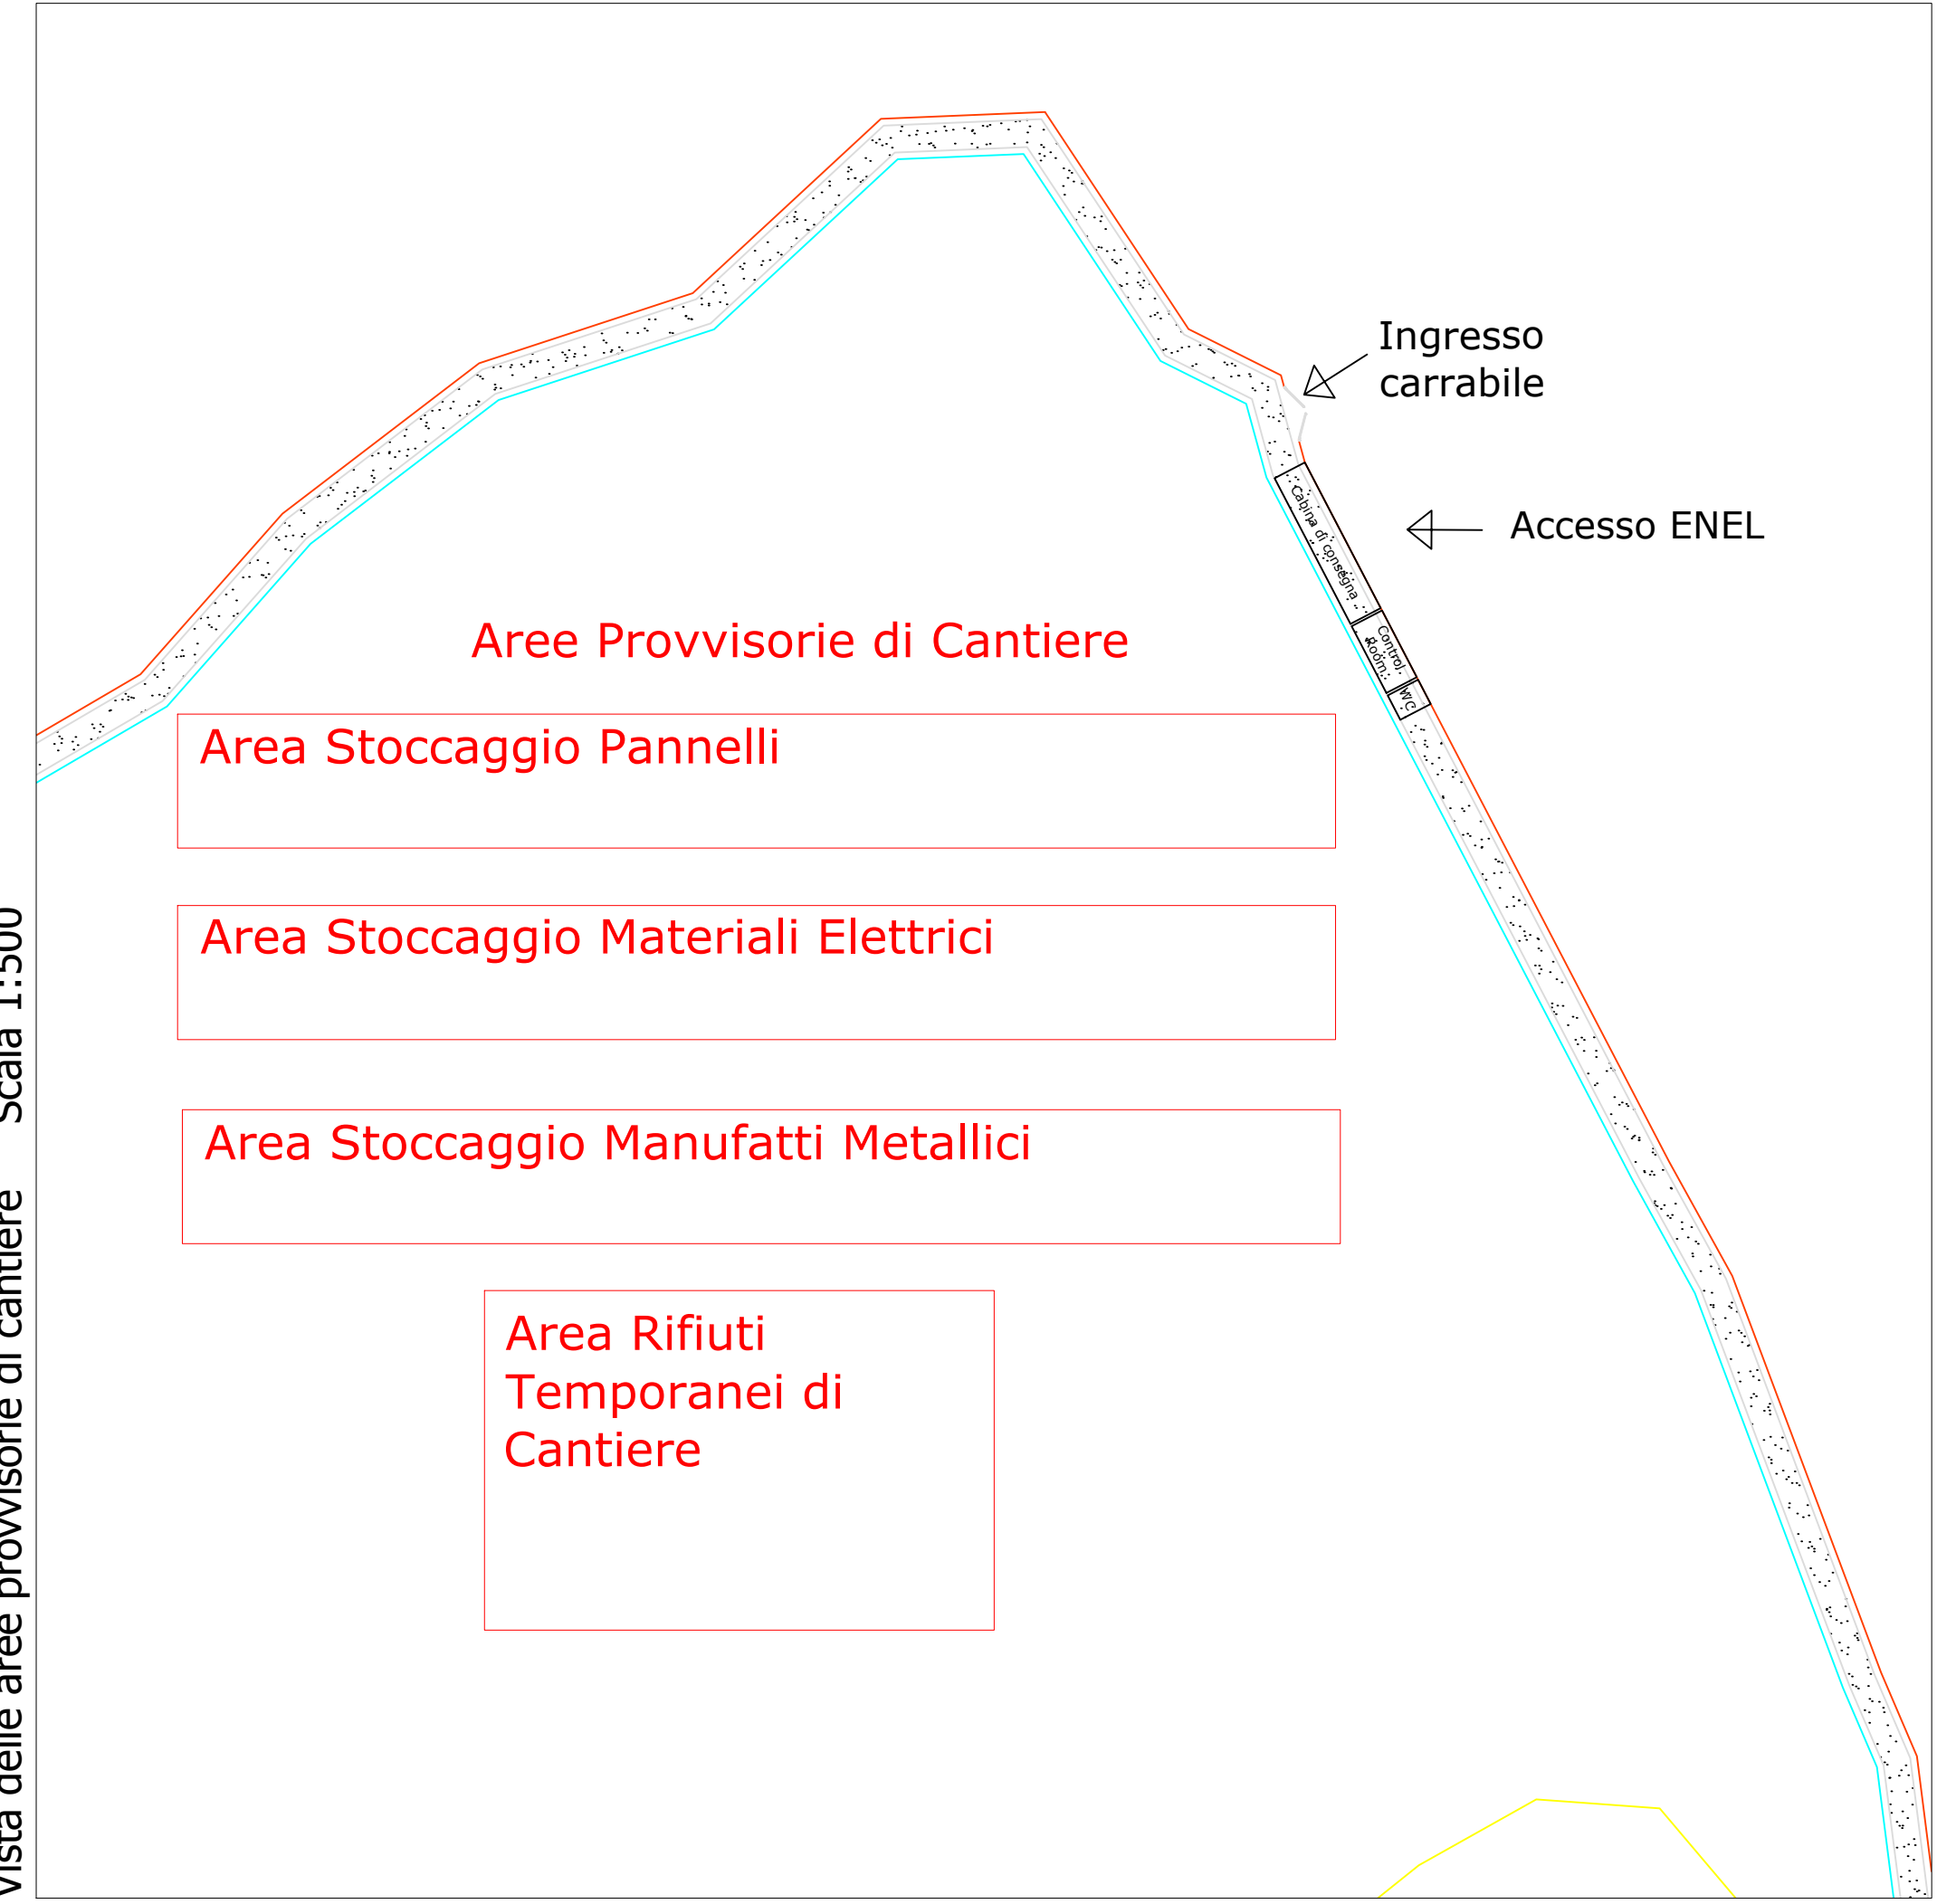 Ingresso
carrabile
Accesso ENEL
Cabina di consegna
Control
Room
WC
Aree Provvisorie di Cantiere
Area Stoccaggio Pannelli
Area Stoccaggio Materiali Elettrici
Area Stoccaggio Manufatti Metallici
Area Rifiuti
Temporanei di
Cantiere
Vista delle aree provvisorie di cantiere Scala 1:500